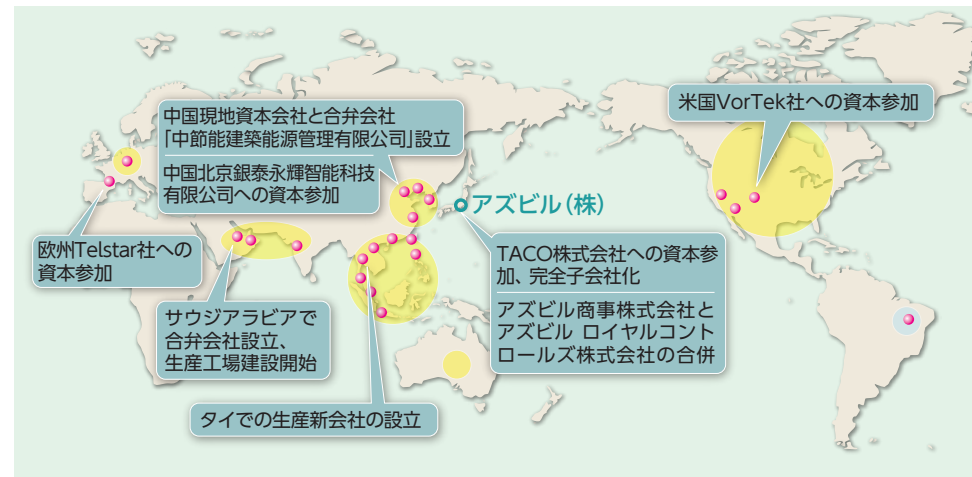 中国現地資本会社と合弁会社
「中節能建築能源管理有限公司」設立
中国北京銀泰永輝智能科技
有限公司への資本参加
米国VorTek社への資本参加
アズビル(株)
欧州Telstar社への
資本参加
TACO株式会社への資本参
加、完全子会社化
アズビル商事株式会社と
アズビル ロイヤルコント
ロールズ株式会社の合併
サウジアラビアで
合弁会社設立、
生産工場建設開始
タイでの生産新会社の設立